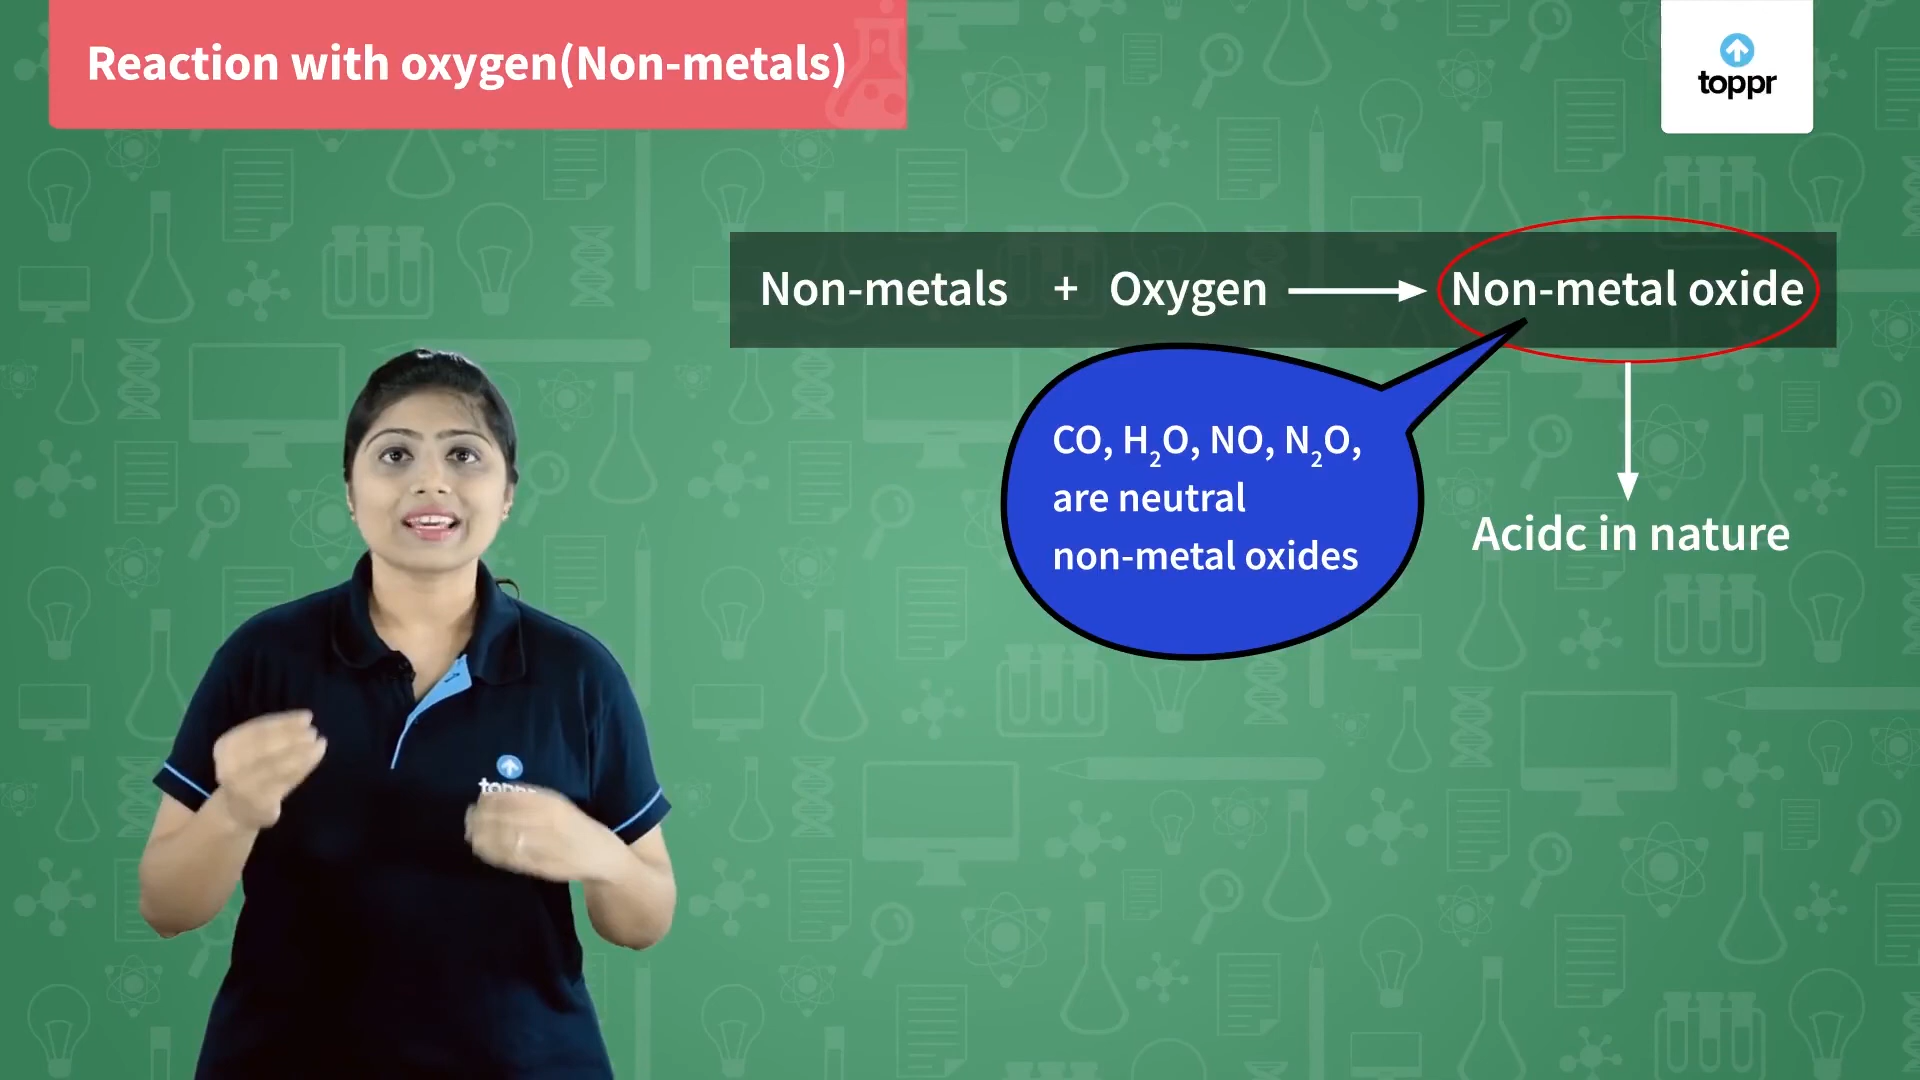 Reaction with oxygen(Non-metals)
toppr
Non-metals + Oxygen → Non-metal oxide
CO, H₂O, NO, N₂O,
are neutral
non-metal oxides
Acidc in nature
toppr